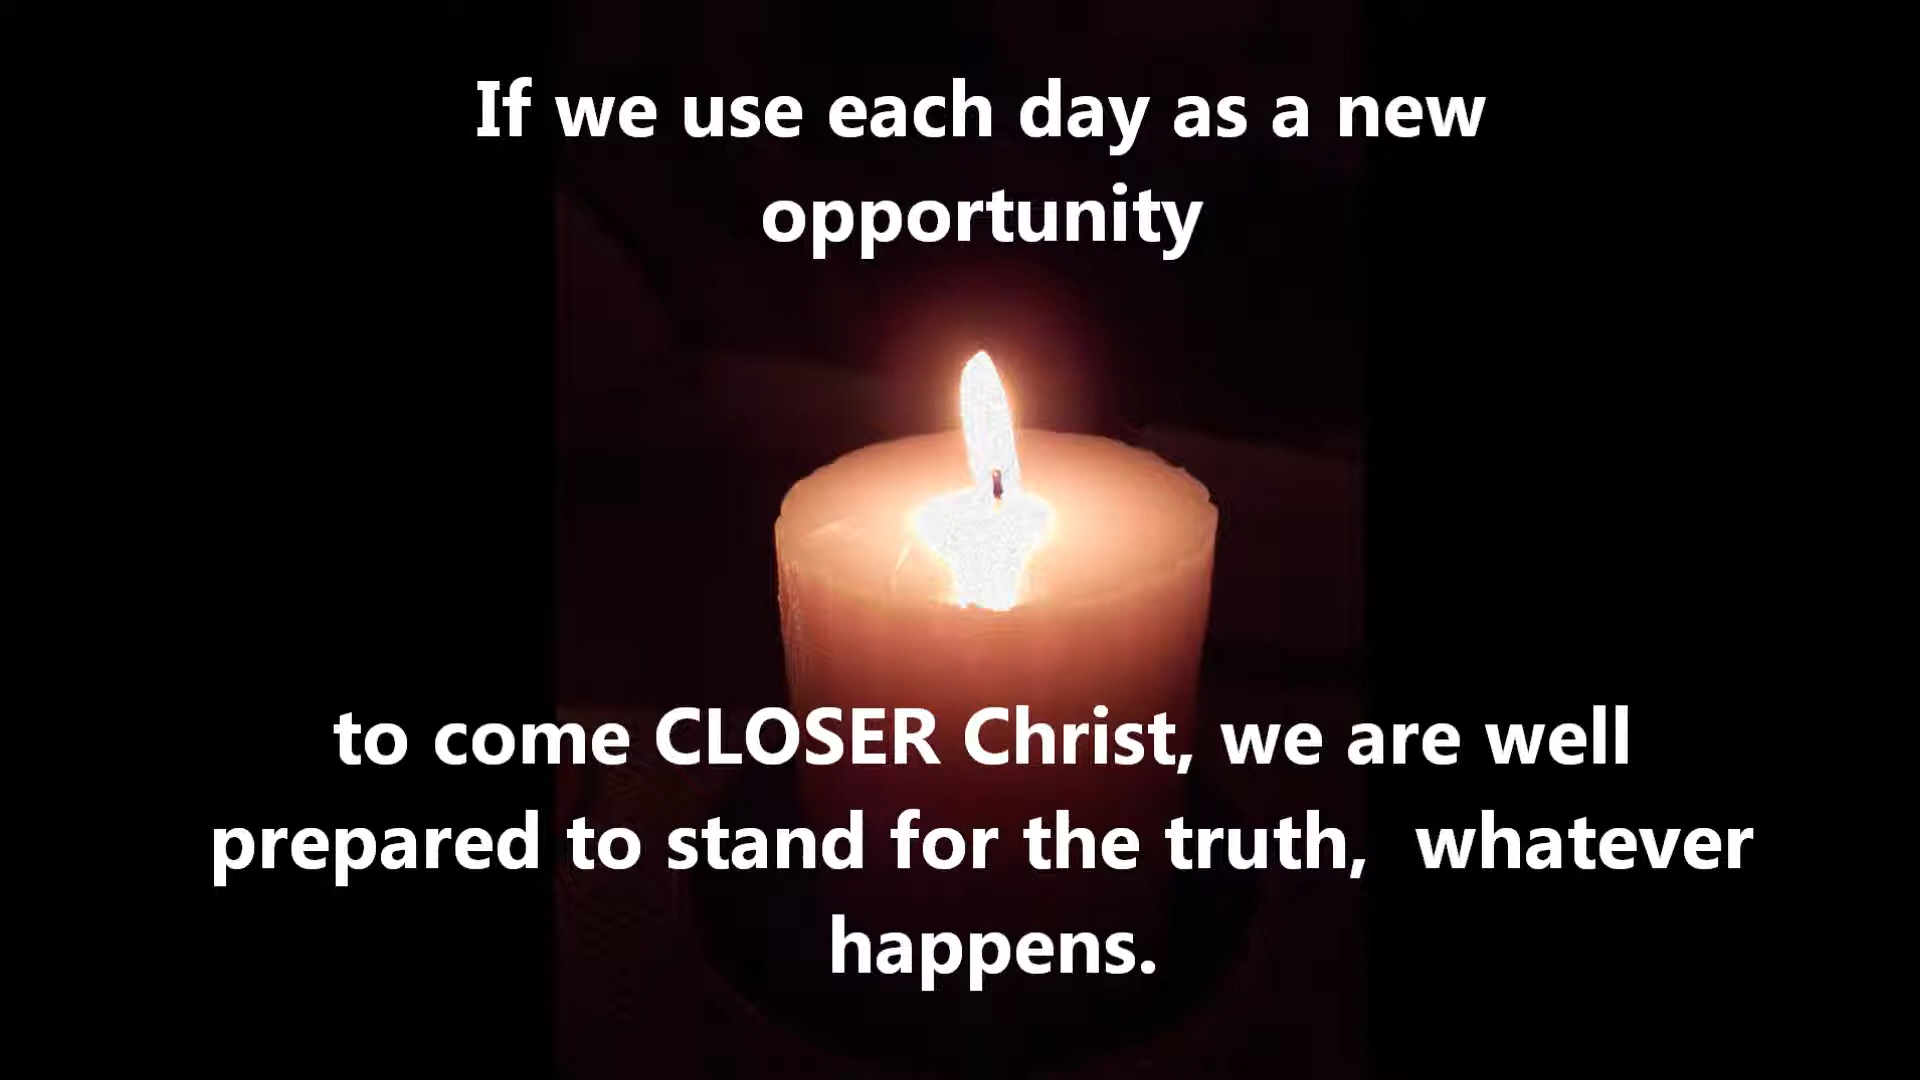 If we use each day as a new
opportunity
to come CLOSER Christ, we are well
prepared to stand for the truth,  whatever
happens.